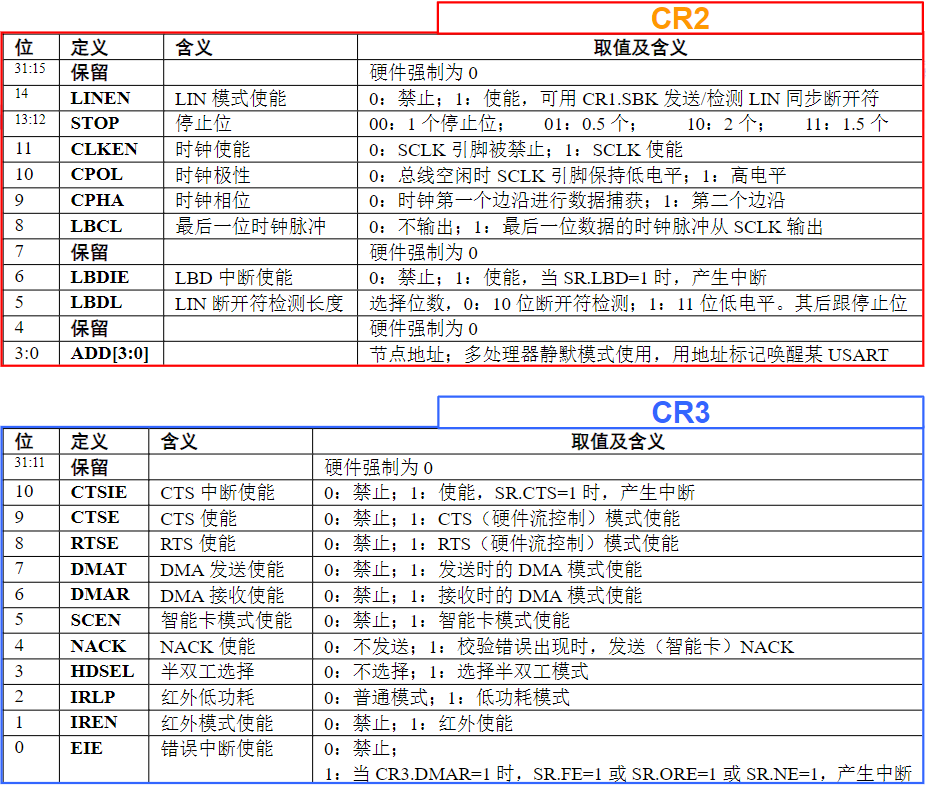 CR2
位 定义 含义 取值及含义
31:15 保留 硬件强制为 0
14 LINEN LIN 模式使能 0：禁止；1：使能，可用 CR1.SBK 发送/检测 LIN 同步断开符
13:12 STOP 停止位 00：1 个停止位； 01：0.5 个； 10：2 个； 11：1.5 个
11 CLKEN 时钟使能 0：SCLK 引脚被禁止；1：SCLK 使能
10 CPOL 时钟极性 0：总线空闲时 SCLK 引脚保持低电平；1：高电平
9 CPHA 时钟相位 0：时钟第一个边沿进行数据捕获；1：第二个边沿
8 LBCL 最后一位时钟脉冲 0：不输出；1：最后一位数据的时钟脉冲从 SCLK 输出
7 保留 硬件强制为 0
6 LBDIE LBD 中断使能 0：禁止；1：使能，当 SR.LBD=1 时，产生中断
5 LBDL LIN 断开符检测长度 选择位数，0：10 位断开符检测；1：11 位低电平。其后跟停止位
4 保留 硬件强制为 0
3:0 ADD[3:0] 节点地址；多处理器静默模式使用，用地址标记唤醒某 USART
CR3
位 定义 含义 取值及含义
31:11 保留 硬件强制为 0
10 CTSIE CTS 中断使能 0：禁止；1：使能，SR.CTS=1 时，产生中断
9 CTSE CTS 使能 0：禁止；1：CTS（硬件流控制）模式使能
8 RTSE RTS 使能 0：禁止；1：RTS（硬件流控制）模式使能
7 DMAT DMA 发送使能 0：禁止；1：发送时的 DMA 模式使能
6 DMAR DMA 接收使能 0：禁止；1：接收时的 DMA 模式使能
5 SCEN 智能卡模式使能 0：禁止；1：智能卡模式使能
4 NACK NACK 使能 0：不发送；1：校验错误出现时，发送（智能卡）NACK
3 HDSEL 半双工选择 0：不选择；1：选择半双工模式
2 IRLP 红外低功耗 0：普通模式；1：低功耗模式
1 IREN 红外模式使能 0：禁止；1：红外使能
0 EIE 错误中断使能 0：禁止；
1：当 CR3.DMAR=1 时，SR.FE=1 或 SR.ORE=1 或 SR.NE=1，产生中断